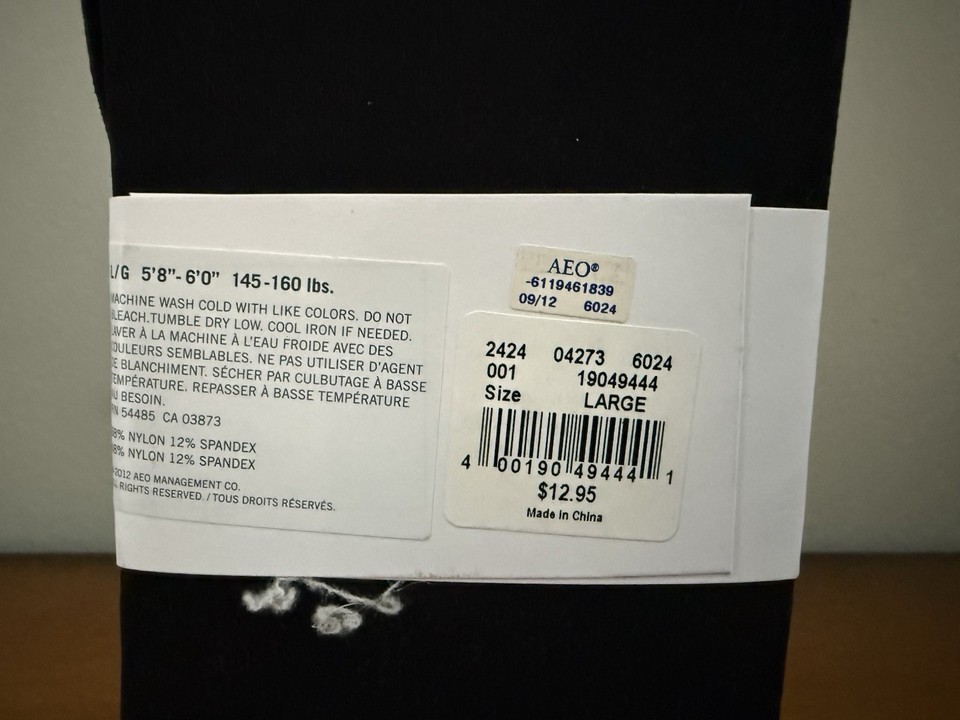 L/G 5'8"- 6'0" 145-160 lbs.
MACHINE WASH COLD WITH LIKE COLORS. DO NOT
BLEACH.TUMBLE DRY LOW. COOL IRON IF NEEDED.
LAVER À LA MACHINE À L'EAU FROIDE AVEC DES
COULEURS SEMBLABLES. NE PAS UTILISER D'AGENT
DE BLANCHIMENT. SÉCHER PAR CULBUTAGE À BASSE
TEMPÉRATURE. REPASSER À BASSE TEMPÉRATURE
AU BESOIN.
RN 54485 CA 03873
88% NYLON 12% SPANDEX
88% NYLON 12% SPANDEX
2012 AEO MANAGEMENT CO.
ALL RIGHTS RESERVED. / TOUS DROITS RÉSERVÉS.
AEO®
-6119461839
09/12 6024
2424 04273 6024
001 19049444
Size LARGE
4 00190 49444 1
$12.95
Made in China